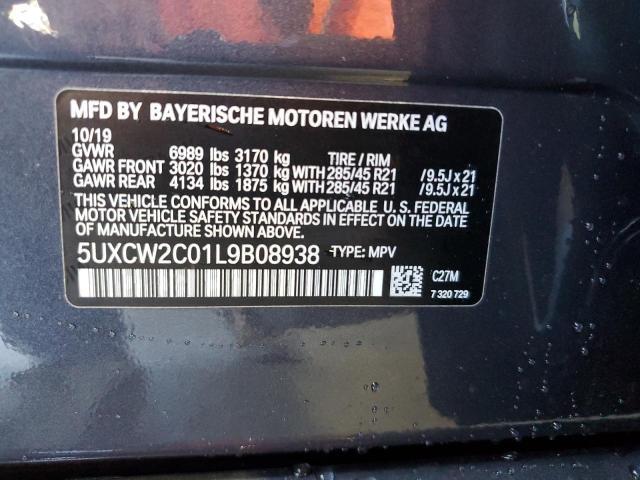 MFD BY BAYERISCHE MOTOREN WERKE AG
10/19
GVWR 6989 lbs 3170 kg TIRE / RIM
GAWR FRONT 3020 lbs 1370 kg WITH 285/45 R21 /9.5J x 21
GAWR REAR 4134 lbs 1875 kg WITH 285/45 R21 /9.5J x 21
THIS VEHICLE CONFORMS TO ALL APPLICABLE U. S. FEDERAL
MOTOR VEHICLE SAFETY STANDARDS IN EFFECT ON THE DATE
OF MANUFACTURE SHOWN ABOVE.
5UXCW2C01L9B08938 TYPE: MPV
C27M
7 320 729